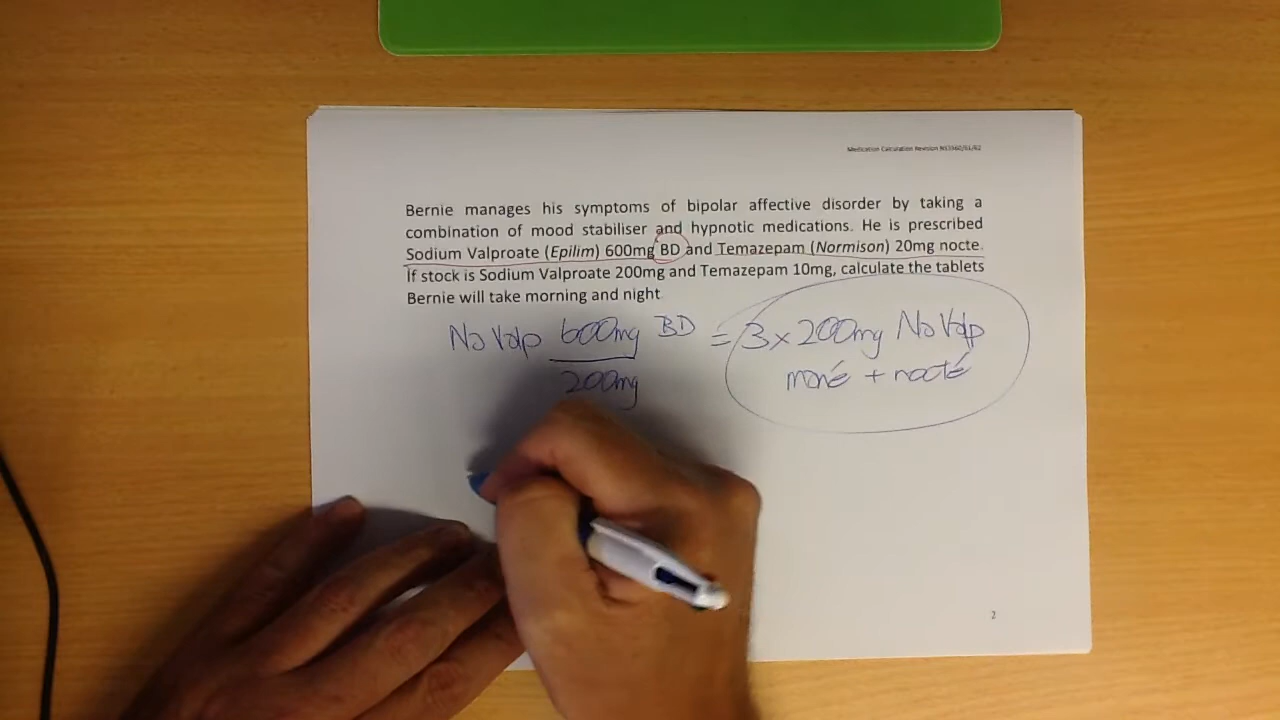 Medication Calculation Revision
Bernie manages his symptoms of bipolar affective disorder by taking a
combination of mood stabiliser and hypnotic medications. He is prescribed
Sodium Valproate (Epilim) 600mg BD and Temazepam (Normison) 20mg nocte.
If stock is Sodium Valproate 200mg and Temazepam 10mg, calculate the tablets
Bernie will take morning and night
Na Valp 600mg BD = 3 x 200mg Na Valp
200mg mané + nocté
2